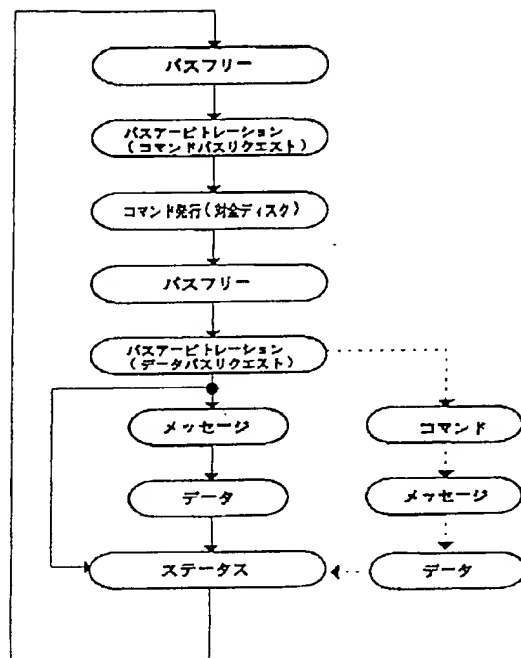 バスフリー
バスアービトレーション
(コマンドバスリクエスト)
コマンド発行(対全ディスク)
バスフリー
バスアービトレーション
(データバスリクエスト)
メッセージ
コマンド
データ
メッセージ
ステータス
データ